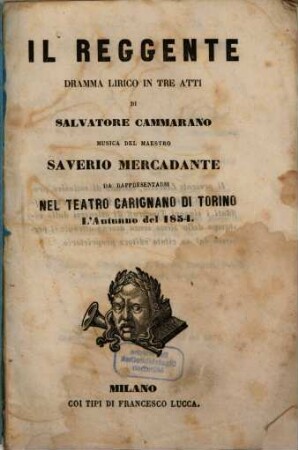 IL REGGENTE
DRAMMA LIRICO IN TRE ATTI
DI
SALVATORE CAMMARANO
MUSICA DEL MAESTRO
SAVERIO MERCADANTE
DA RAPPRESENTARSI
NEL TEATRO CARIGNANO DI TORINO
L'Autunno del 1854.
MILANO
COI TIPI DI FRANCESCO LUCCA.